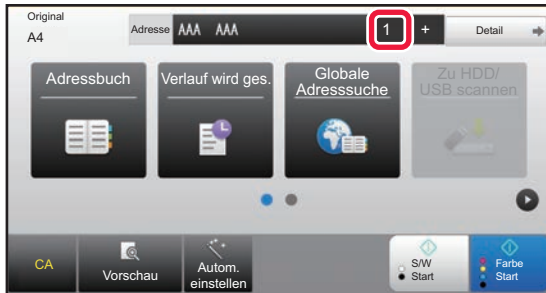 Original
A4
Adresse AAA AAA 1 +
Detail
Adressbuch
Verlauf wird ges.
Globale
Adresssuche
Zu HDD/
USB scannen
CA
Vorschau
Autom.
einstellen
S/W
Start
Farbe
Start